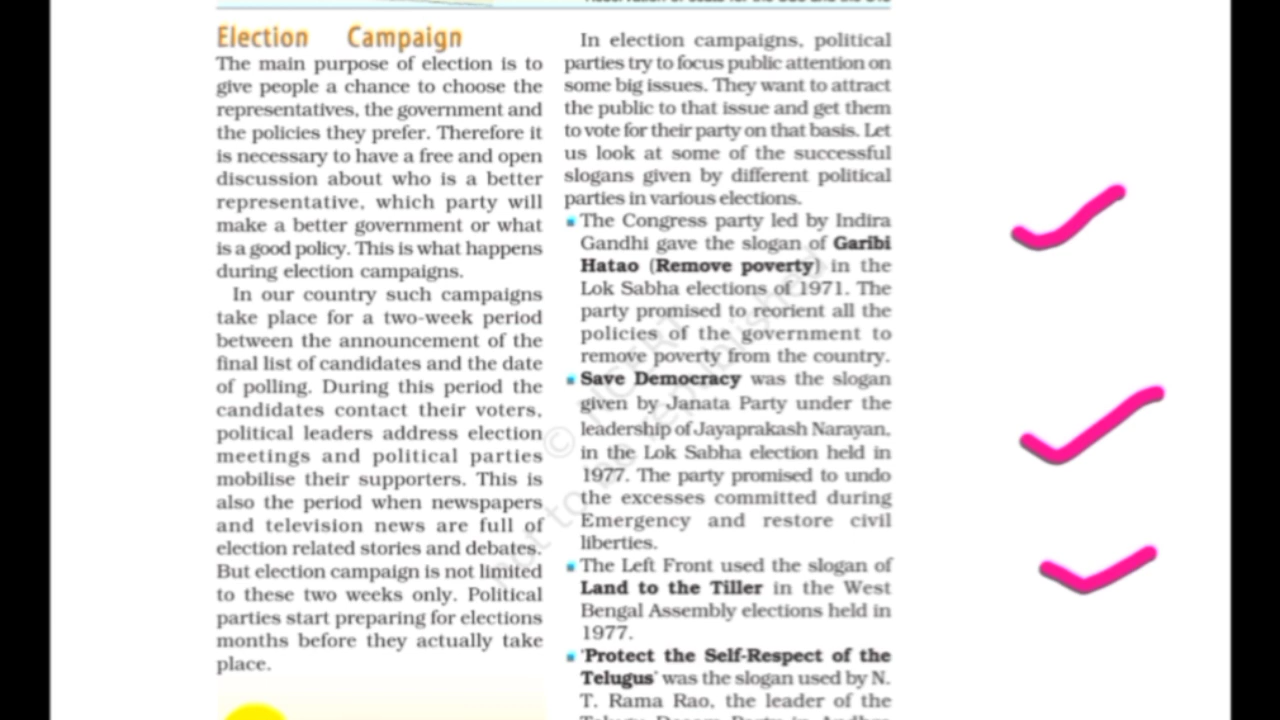 Election Campaign
The main purpose of election is to
give people a chance to choose the
representatives, the government and
the policies they prefer. Therefore it
is necessary to have a free and open
discussion about who is a better
representative, which party will
make a better government or what
is a good policy. This is what happens
during election campaigns.
In our country such campaigns
take place for a two-week period
between the announcement of the
final list of candidates and the date
of polling. During this period the
candidates contact their voters,
political leaders address election
meetings and political parties
mobilise their supporters. This is
also the period when newspapers
and television news are full of
election related stories and debates.
But election campaign is not limited
to these two weeks only. Political
parties start preparing for elections
months before they actually take
place.
In election campaigns, political
parties try to focus public attention on
some big issues. They want to attract
the public to that issue and get them
to vote for their party on that basis. Let
us look at some of the successful
slogans given by different political
parties in various elections.
The Congress party led by Indira
Gandhi gave the slogan of Garibi
Hatao (Remove poverty) in the
Lok Sabha elections of 1971. The
party promised to reorient all the
policies of the government to
remove poverty from the country.
Save Democracy was the slogan
given by Janata Party under the
leadership of Jayaprakash Narayan,
in the Lok Sabha election held in
1977. The party promised to undo
the excesses committed during
Emergency and restore civil
liberties.
The Left Front used the slogan of
Land to the Tiller in the West
Bengal Assembly elections held in
1977.
'Protect the Self-Respect of the
Telugus' was the slogan used by N.
T. Rama Rao, the leader of the
© NCERT
not to be republished